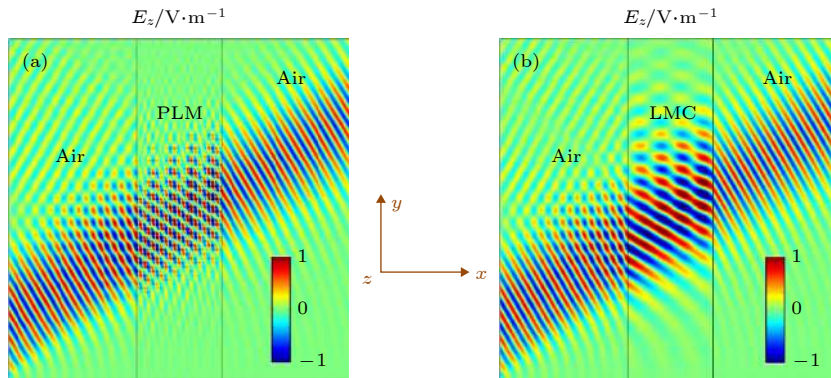 E_z/V·m⁻¹
(a)
Air
PLM
Air
1
0
−1
y
z
x
E_z/V·m⁻¹
(b)
Air
LMC
Air
1
0
−1